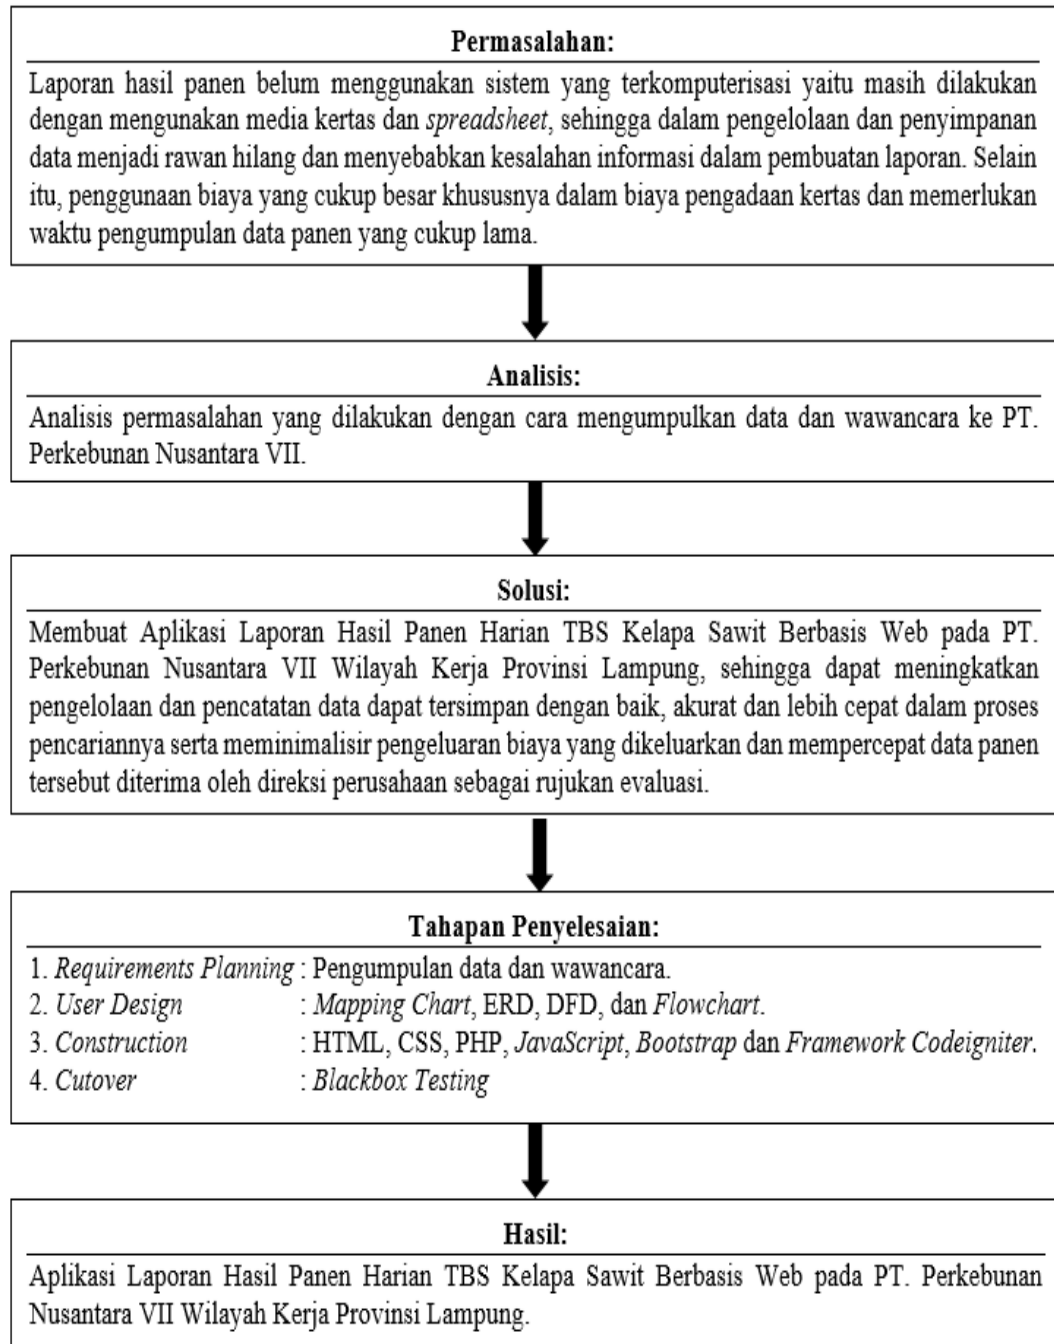 Permasalahan:
Laporan hasil panen belum menggunakan sistem yang terkomputerisasi yaitu masih dilakukan
dengan mengunakan media kertas dan spreadsheet, sehingga dalam pengelolaan dan penyimpanan
data menjadi rawan hilang dan menyebabkan kesalahan informasi dalam pembuatan laporan. Selain
itu, penggunaan biaya yang cukup besar khususnya dalam biaya pengadaan kertas dan memerlukan
waktu pengumpulan data panen yang cukup lama.
Analisis:
Analisis permasalahan yang dilakukan dengan cara mengumpulkan data dan wawancara ke PT.
Perkebunan Nusantara VII.
Solusi:
Membuat Aplikasi Laporan Hasil Panen Harian TBS Kelapa Sawit Berbasis Web pada PT.
Perkebunan Nusantara VII Wilayah Kerja Provinsi Lampung, sehingga dapat meningkatkan
pengelolaan dan pencatatan data dapat tersimpan dengan baik, akurat dan lebih cepat dalam proses
pencariannya serta meminimalisir pengeluaran biaya yang dikeluarkan dan mempercepat data panen
tersebut diterima oleh direksi perusahaan sebagai rujukan evaluasi.
Tahapan Penyelesaian:
1. Requirements Planning : Pengumpulan data dan wawancara.
2. User Design : Mapping Chart, ERD, DFD, dan Flowchart.
3. Construction : HTML, CSS, PHP, JavaScript, Bootstrap dan Framework Codeigniter.
4. Cutover : Blackbox Testing
Hasil:
Aplikasi Laporan Hasil Panen Harian TBS Kelapa Sawit Berbasis Web pada PT. Perkebunan
Nusantara VII Wilayah Kerja Provinsi Lampung.